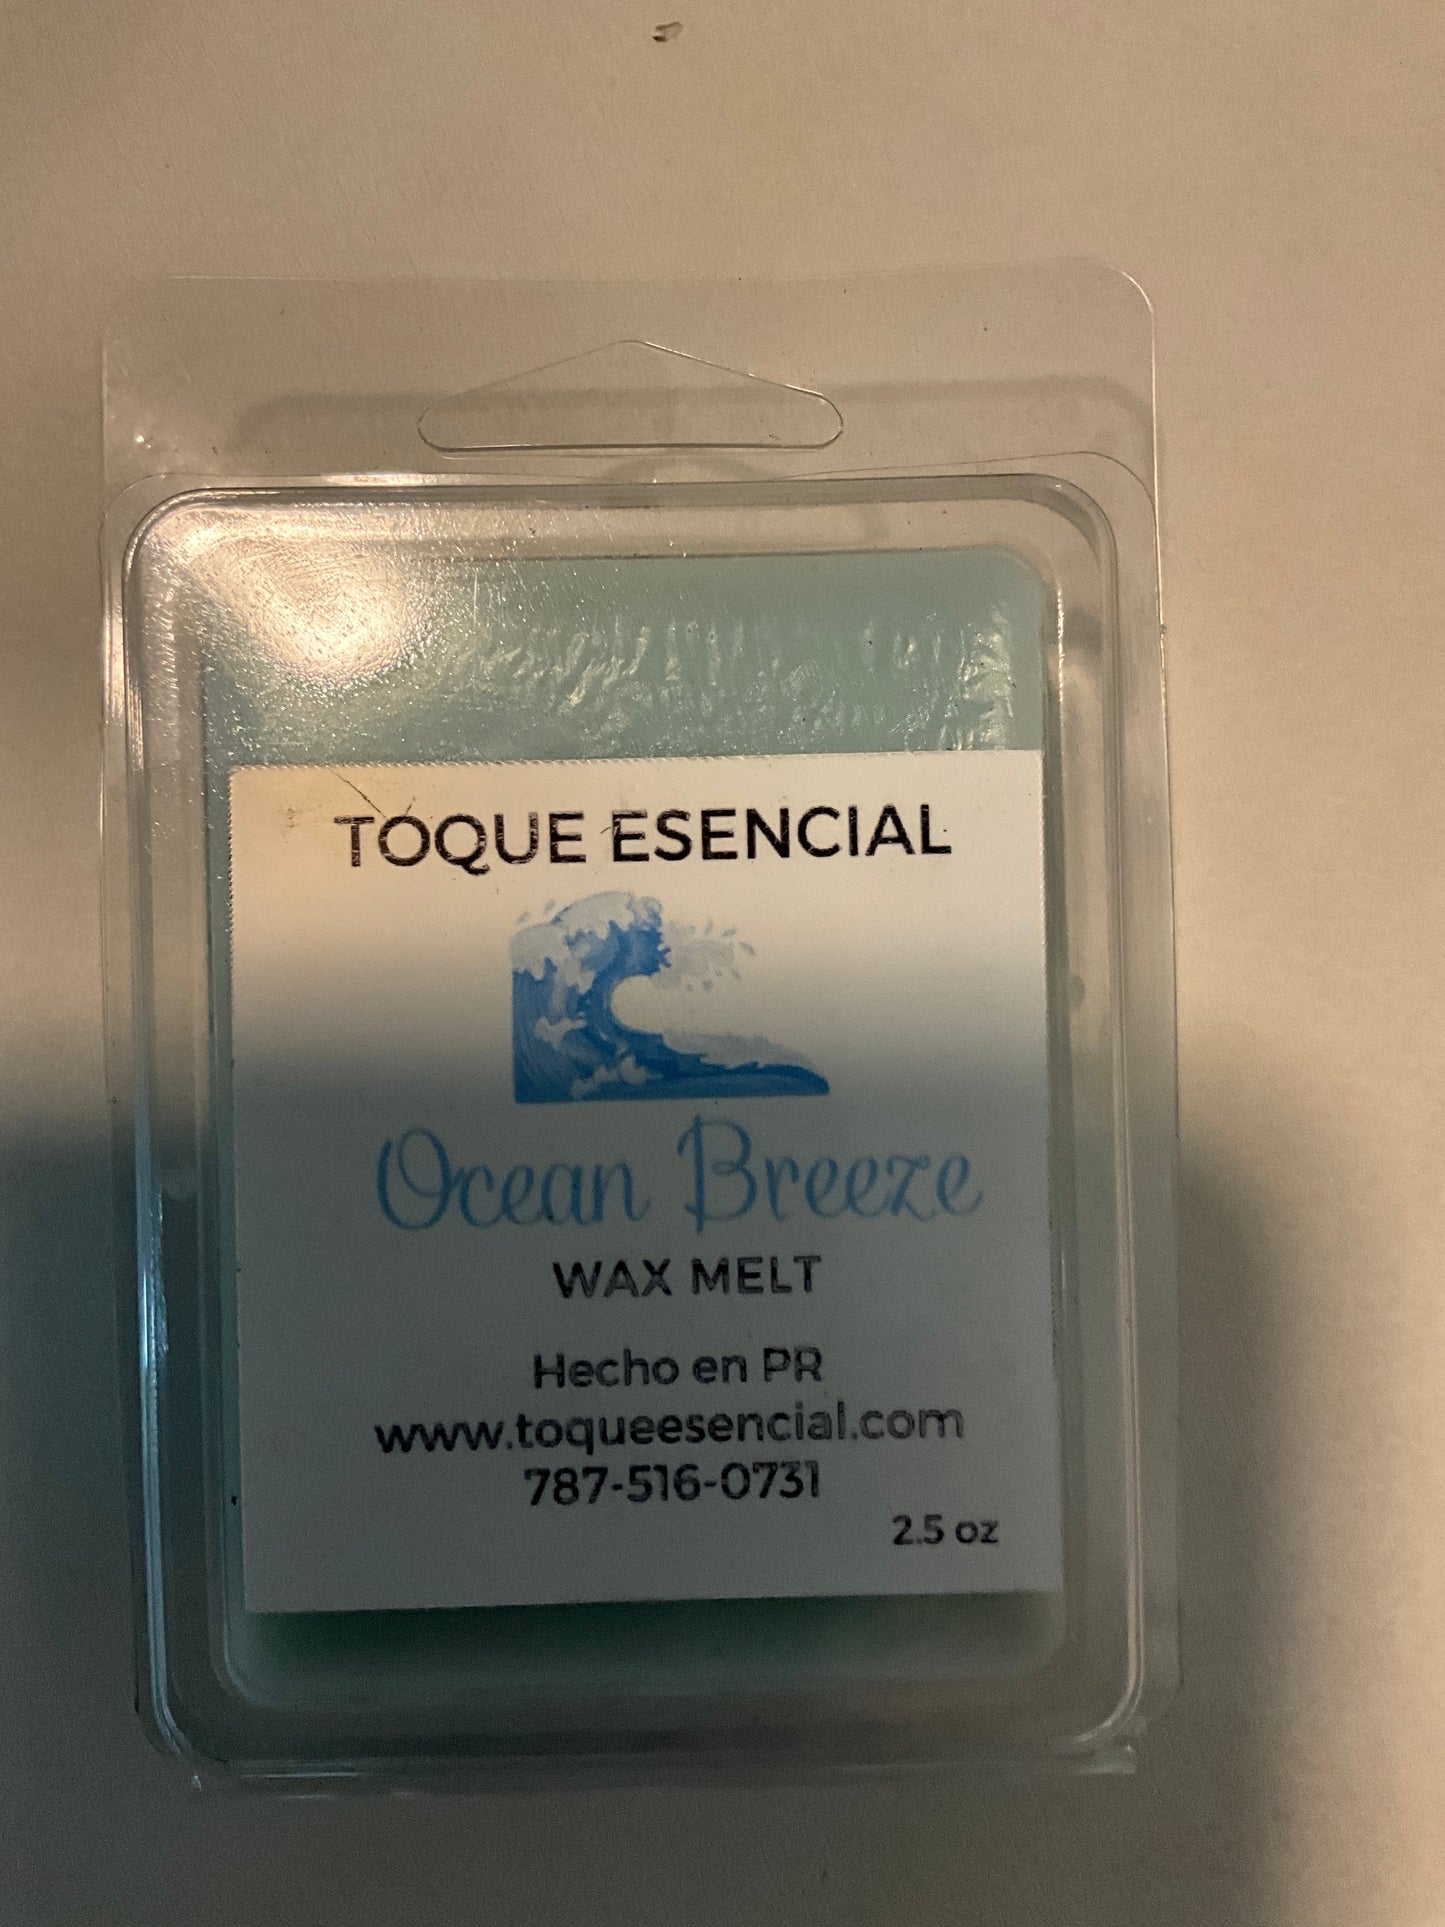 TOQUE ESENCIAL
Ocean Breeze
WAX MELT
Hecho en PR
www.toqueesencial.com
787-516-0731
2.5 oz